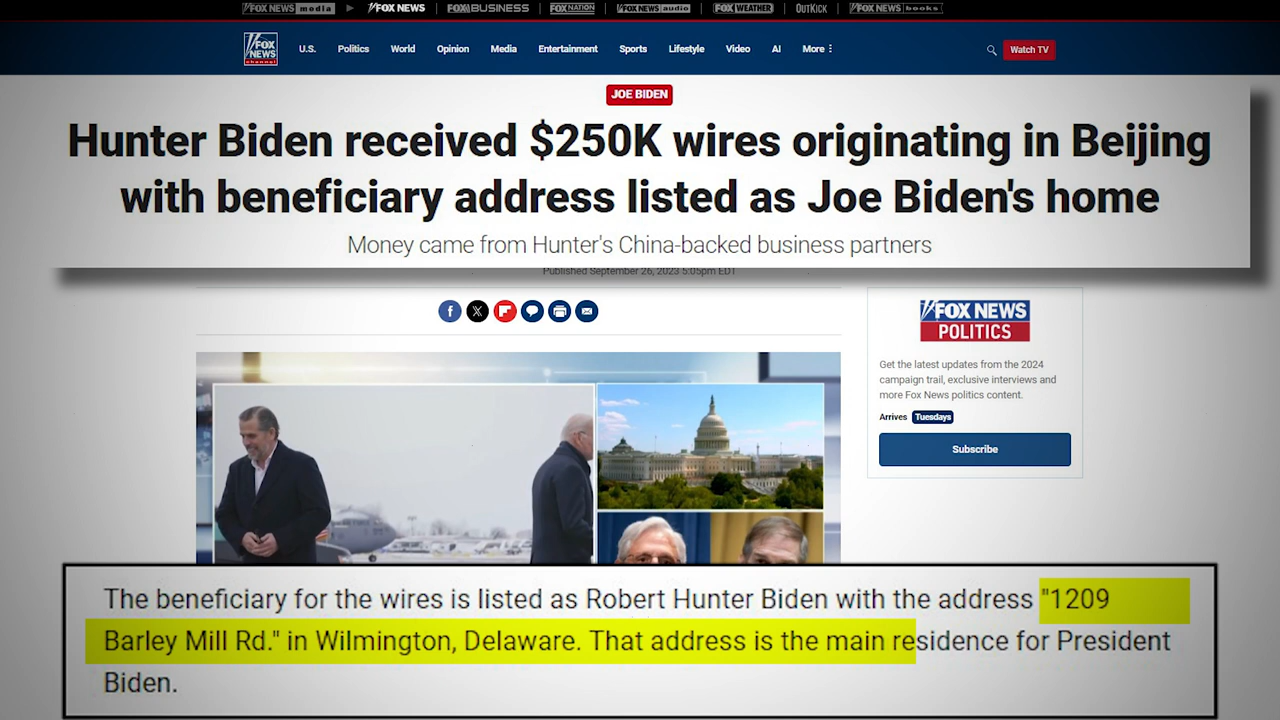 FOX NEWS media
FOX NEWS
FOX BUSINESS
FOX NATION
FOX NEWS audio
FOX WEATHER
OUTKICK
FOX NEWS books
FOX NEWS channel
U.S.
Politics
World
Opinion
Media
Entertainment
Sports
Lifestyle
Video
AI
More
Watch TV
JOE BIDEN
Hunter Biden received $250K wires originating in Beijing
with beneficiary address listed as Joe Biden's home
Money came from Hunter's China-backed business partners
Published September 26, 2023 5:05pm EDT
FOX NEWS
POLITICS
Get the latest updates from the 2024
campaign trail, exclusive interviews and
more Fox News politics content.
Arrives Tuesdays
Subscribe
The beneficiary for the wires is listed as Robert Hunter Biden with the address "1209
Barley Mill Rd." in Wilmington, Delaware. That address is the main residence for President
Biden.